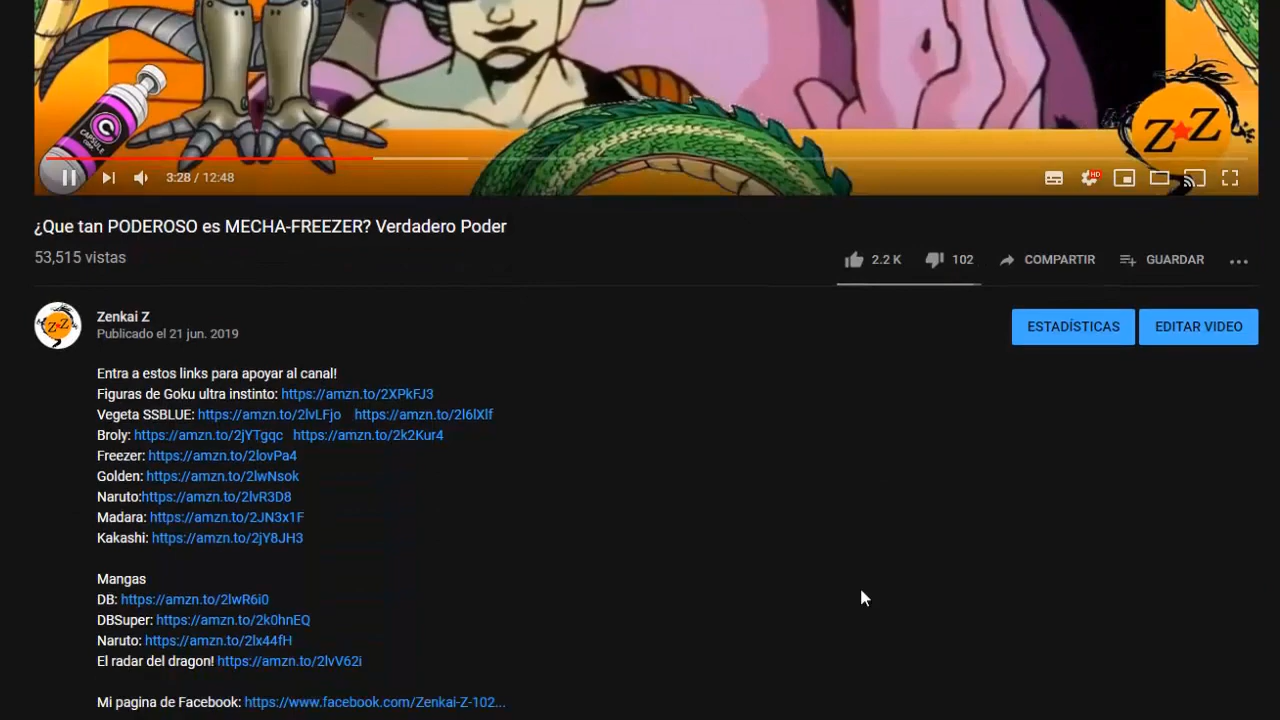 CAPSULE
CORP.
Z Z
3:28 / 12:48
HD
¿Que tan PODEROSO es MECHA-FREEZER? Verdadero Poder
53,515 vistas
2.2 K 102 COMPARTIR GUARDAR
Z Z
Zenkai Z
Publicado el 21 jun. 2019
ESTADÍSTICAS EDITAR VIDEO
Entra a estos links para apoyar al canal!
Figuras de Goku ultra instinto: https://amzn.to/2XPkFJ3
Vegeta SSBLUE: https://amzn.to/2lvLFjo https://amzn.to/2l6lXlf
Broly: https://amzn.to/2jYTgqc https://amzn.to/2k2Kur4
Freezer: https://amzn.to/2lovPa4
Golden: https://amzn.to/2lwNsok
Naruto:https://amzn.to/2lvR3D8
Madara: https://amzn.to/2JN3x1F
Kakashi: https://amzn.to/2jY8JH3
Mangas
DB: https://amzn.to/2lwR6i0
DBSuper: https://amzn.to/2k0hnEQ
Naruto: https://amzn.to/2lx44fH
El radar del dragon! https://amzn.to/2lvV62i
Mi pagina de Facebook: https://www.facebook.com/Zenkai-Z-102...